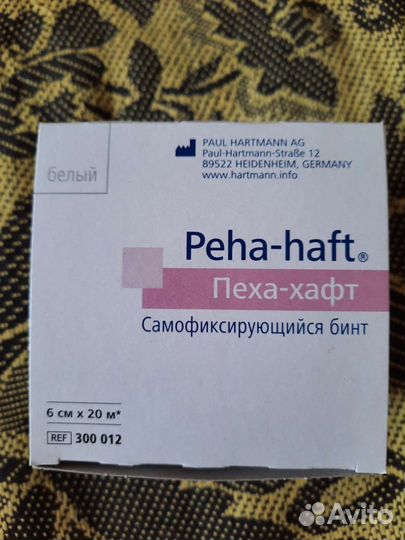 белый
PAUL HARTMANN AG
Paul-Hartmann-Straße 12
89522 HEIDENHEIM, GERMANY
www.hartmann.info
Peha-haft®
Пеха-хафт
Самофиксирующийся бинт
6 см x 20 м*
REF 300 012
Avito